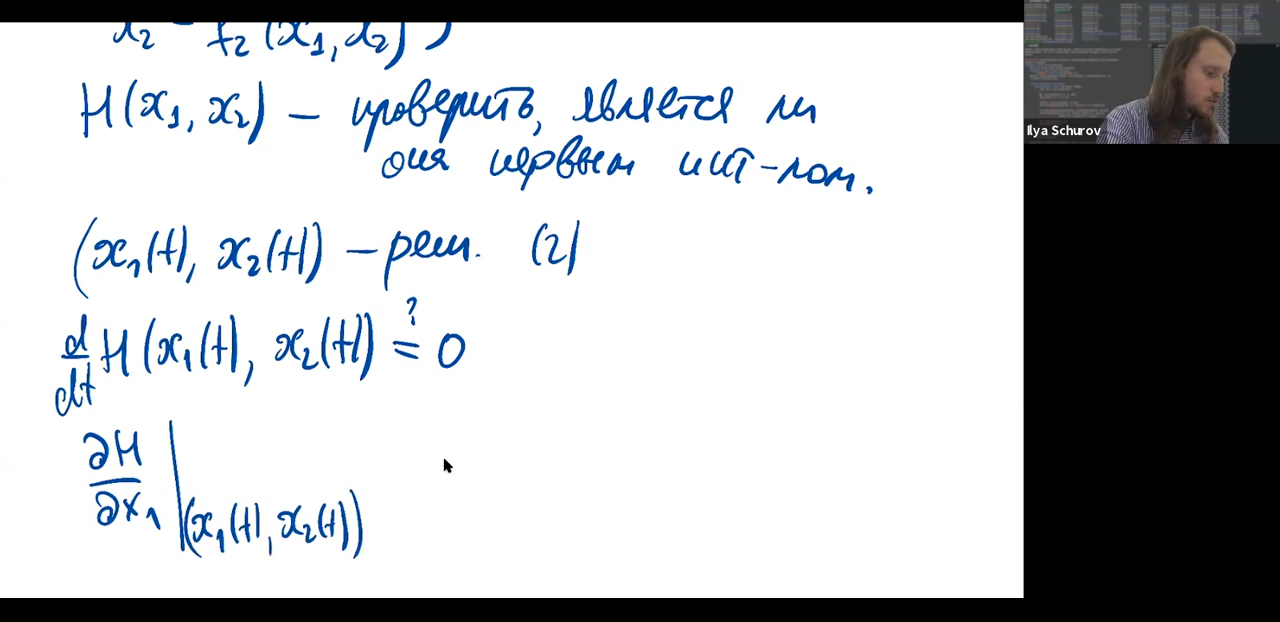 ẋ₂ = f₂(x₁, x₂) }
H(x₁, x₂) – проверить, является ли
она первым инт-лом.
(x₁(t), x₂(t)) – реш. (2)
d/dt H(x₁(t), x₂(t)) ≟ 0
∂H/∂x₁ |(x₁(t), x₂(t))
Ilya Schurov